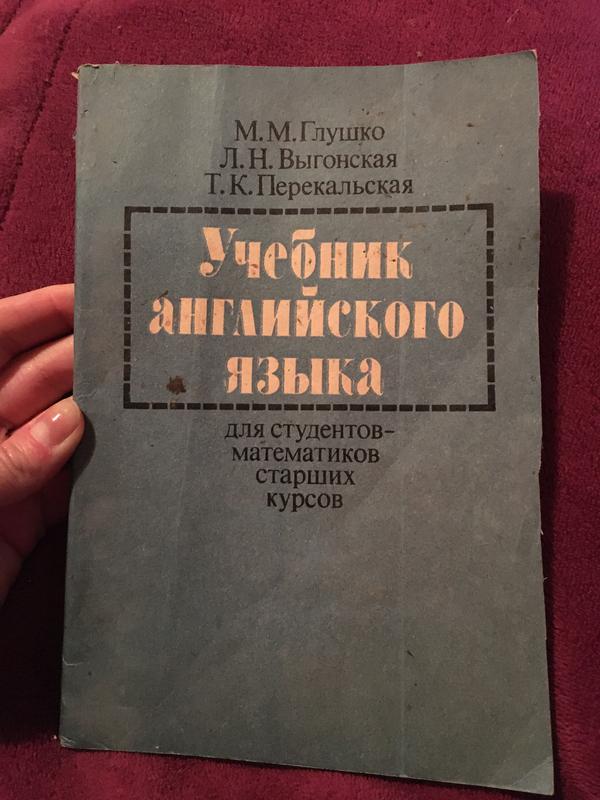 М. М. Глушко
Л. Н. Выгонская
Т. К. Перекальская
Учебник
английского
языка
для студентов-
математиков
старших
курсов